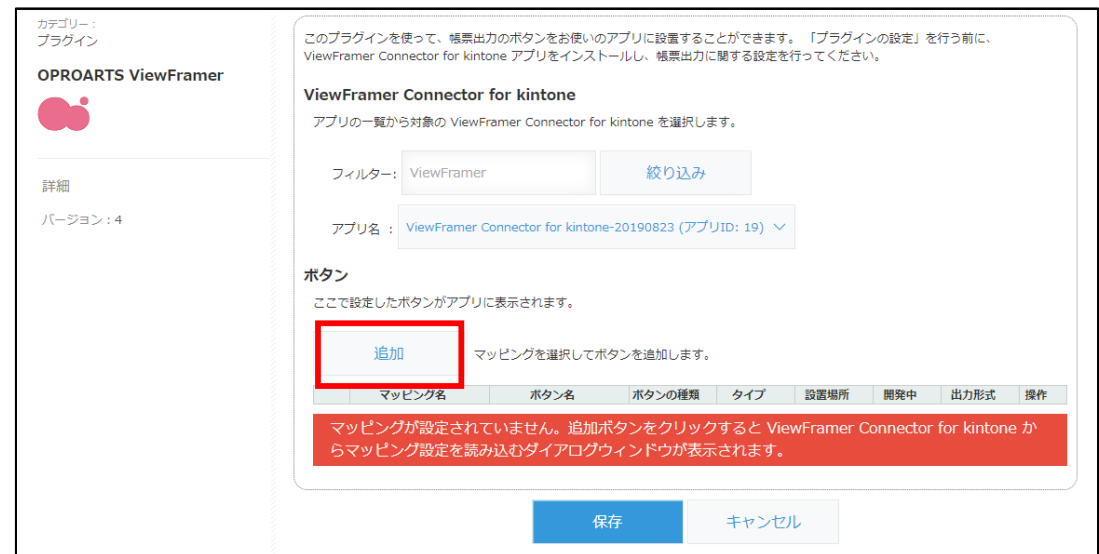 カテゴリー：
プラグイン
OPROARTS ViewFramer
詳細
バージョン：4
このプラグインを使って、帳票出力のボタンをお使いのアプリに設置することができます。 「プラグインの設定」を行う前に、
ViewFramer Connector for kintone アプリをインストールし、帳票出力に関する設定を行ってください。
ViewFramer Connector for kintone
アプリの一覧から対象の ViewFramer Connector for kintone を選択します。
フィルター: ViewFramer 絞り込み
アプリ名 : ViewFramer Connector for kintone-20190823 (アプリID: 19)
ボタン
ここで設定したボタンがアプリに表示されます。
追加 マッピングを選択してボタンを追加します。
マッピング名 ボタン名 ボタンの種類 タイプ 設置場所 開発中 出力形式 操作
マッピングが設定されていません。追加ボタンをクリックすると ViewFramer Connector for kintone か
らマッピング設定を読み込むダイアログウィンドウが表示されます。
保存 キャンセル